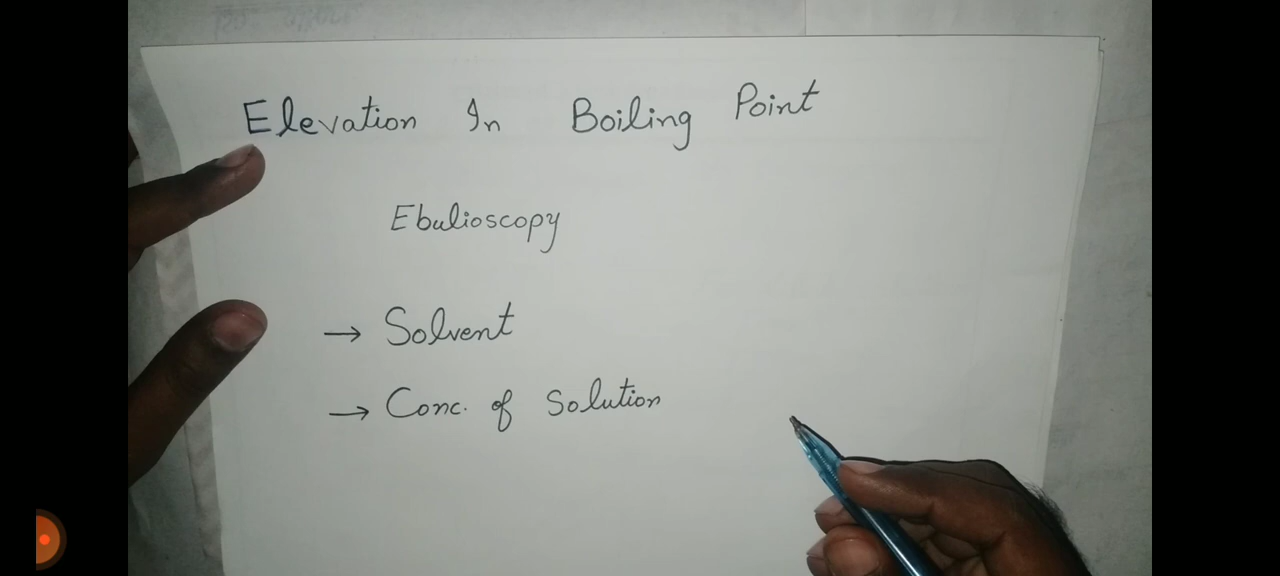 Elevation In Boiling Point
Ebulioscopy
→ Solvent
→ Conc. of Solution